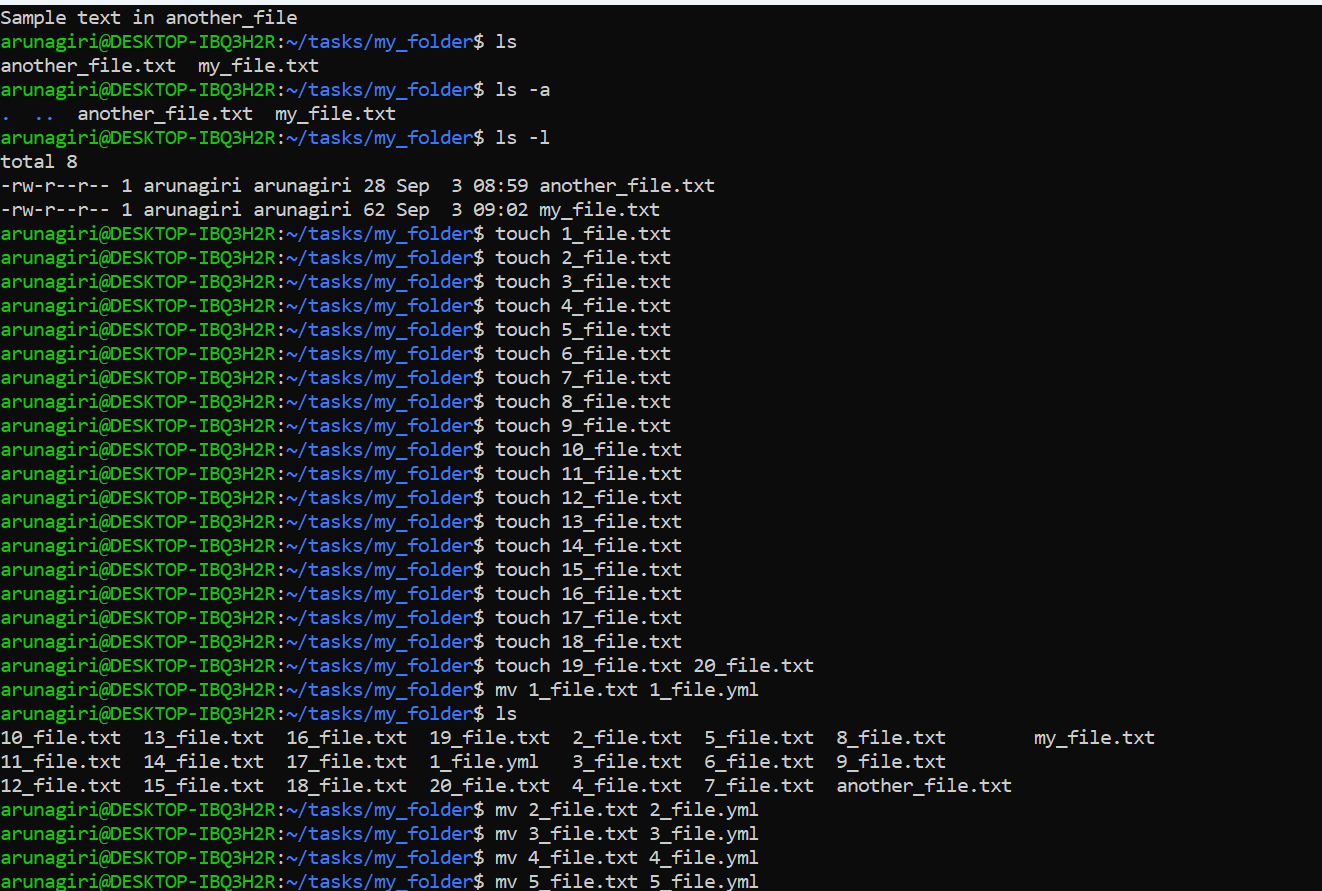 Sample text in another_file
arunagiri@DESKTOP-IBQ3H2R:~/tasks/my_folder$ ls
another_file.txt  my_file.txt
arunagiri@DESKTOP-IBQ3H2R:~/tasks/my_folder$ ls -a
.  ..  another_file.txt  my_file.txt
arunagiri@DESKTOP-IBQ3H2R:~/tasks/my_folder$ ls -l
total 8
-rw-r--r-- 1 arunagiri arunagiri 28 Sep  3 08:59 another_file.txt
-rw-r--r-- 1 arunagiri arunagiri 62 Sep  3 09:02 my_file.txt
arunagiri@DESKTOP-IBQ3H2R:~/tasks/my_folder$ touch 1_file.txt
arunagiri@DESKTOP-IBQ3H2R:~/tasks/my_folder$ touch 2_file.txt
arunagiri@DESKTOP-IBQ3H2R:~/tasks/my_folder$ touch 3_file.txt
arunagiri@DESKTOP-IBQ3H2R:~/tasks/my_folder$ touch 4_file.txt
arunagiri@DESKTOP-IBQ3H2R:~/tasks/my_folder$ touch 5_file.txt
arunagiri@DESKTOP-IBQ3H2R:~/tasks/my_folder$ touch 6_file.txt
arunagiri@DESKTOP-IBQ3H2R:~/tasks/my_folder$ touch 7_file.txt
arunagiri@DESKTOP-IBQ3H2R:~/tasks/my_folder$ touch 8_file.txt
arunagiri@DESKTOP-IBQ3H2R:~/tasks/my_folder$ touch 9_file.txt
arunagiri@DESKTOP-IBQ3H2R:~/tasks/my_folder$ touch 10_file.txt
arunagiri@DESKTOP-IBQ3H2R:~/tasks/my_folder$ touch 11_file.txt
arunagiri@DESKTOP-IBQ3H2R:~/tasks/my_folder$ touch 12_file.txt
arunagiri@DESKTOP-IBQ3H2R:~/tasks/my_folder$ touch 13_file.txt
arunagiri@DESKTOP-IBQ3H2R:~/tasks/my_folder$ touch 14_file.txt
arunagiri@DESKTOP-IBQ3H2R:~/tasks/my_folder$ touch 15_file.txt
arunagiri@DESKTOP-IBQ3H2R:~/tasks/my_folder$ touch 16_file.txt
arunagiri@DESKTOP-IBQ3H2R:~/tasks/my_folder$ touch 17_file.txt
arunagiri@DESKTOP-IBQ3H2R:~/tasks/my_folder$ touch 18_file.txt
arunagiri@DESKTOP-IBQ3H2R:~/tasks/my_folder$ touch 19_file.txt 20_file.txt
arunagiri@DESKTOP-IBQ3H2R:~/tasks/my_folder$ mv 1_file.txt 1_file.yml
arunagiri@DESKTOP-IBQ3H2R:~/tasks/my_folder$ ls
10_file.txt  13_file.txt  16_file.txt  19_file.txt  2_file.txt  5_file.txt  8_file.txt        my_file.txt
11_file.txt  14_file.txt  17_file.txt  1_file.yml   3_file.txt  6_file.txt  9_file.txt
12_file.txt  15_file.txt  18_file.txt  20_file.txt  4_file.txt  7_file.txt  another_file.txt
arunagiri@DESKTOP-IBQ3H2R:~/tasks/my_folder$ mv 2_file.txt 2_file.yml
arunagiri@DESKTOP-IBQ3H2R:~/tasks/my_folder$ mv 3_file.txt 3_file.yml
arunagiri@DESKTOP-IBQ3H2R:~/tasks/my_folder$ mv 4_file.txt 4_file.yml
arunagiri@DESKTOP-IBQ3H2R:~/tasks/my_folder$ mv 5_file.txt 5_file.yml